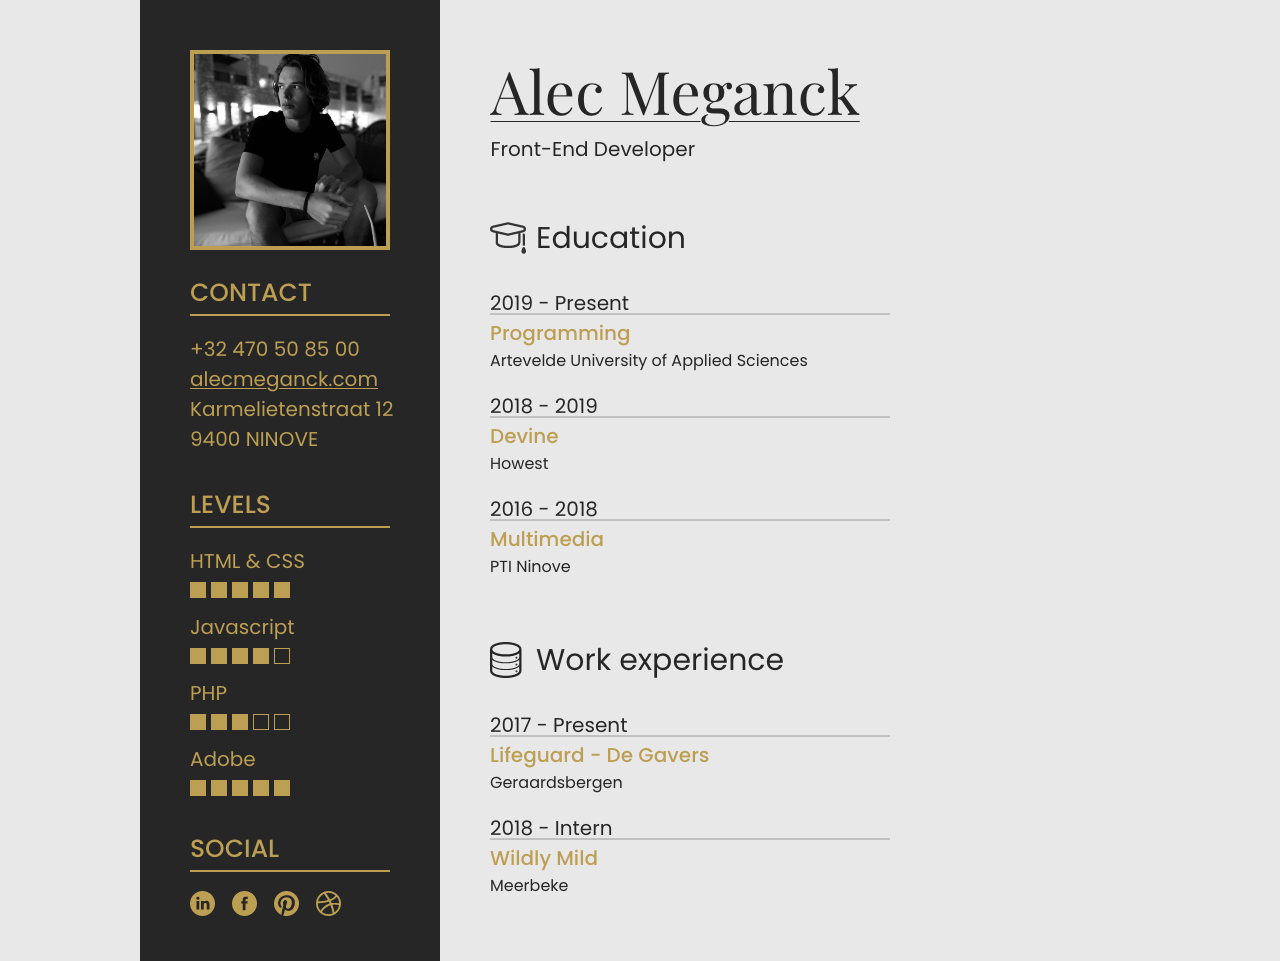 CONTACT
+32 470 50 85 00
alecmeganck.com
Karmelietenstraat 12
9400 NINOVE
LEVELS
HTML & CSS
Javascript
PHP
Adobe
SOCIAL
Alec Meganck
Front-End Developer
Education
2019 - Present
Programming
Artevelde University of Applied Sciences
2018 - 2019
Devine
Howest
2016 - 2018
Multimedia
PTI Ninove
Work experience
2017 - Present
Lifeguard - De Gavers
Geraardsbergen
2018 - Intern
Wildly Mild
Meerbeke